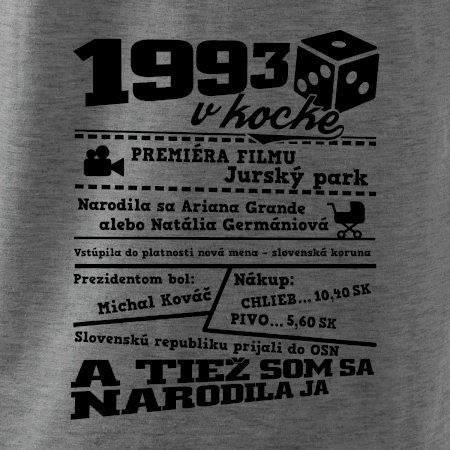 1993
v kocke
PREMIÉRA FILMU
Jurský park
Narodila sa Ariana Grande
alebo Natália Germániová
Vstúpila do platnosti nová mena - slovenská koruna
Prezidentom bol:
Michal Kováč
Nákup:
CHLIEB... 10,40 SK
PIVO... 5,60 SK
Slovenskú republiku prijali do OSN
A TIEŽ SOM SA
NARODILA JA